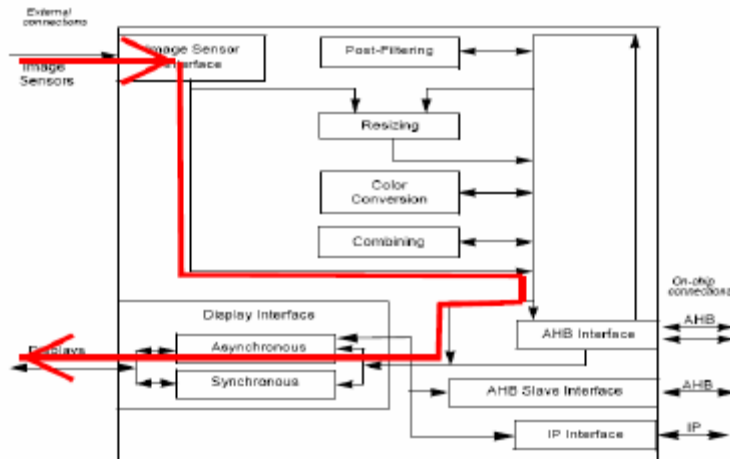 External
connections
Image Sensor
Interface
Image
Sensors
Post-Filtering
Resizing
Color
Conversion
Combining
On-chip
connections
Display Interface
AHB Interface
AHB
Displays
Asynchronous
Synchronous
AHB Slave Interface
AHB
IP Interface
IP